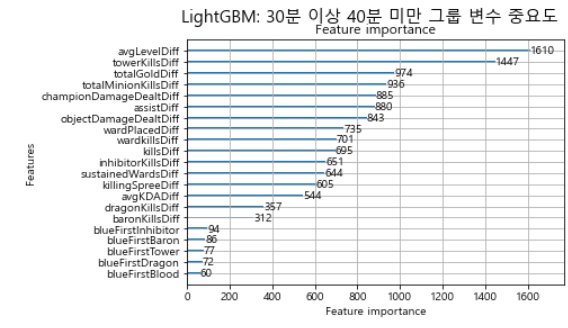 LightGBM: 30분 이상 40분 미만 그룹 변수 중요도
Feature importance
avgLevelDiff 1610
towerKillsDiff 1447
totalGoldDiff 974
totalMinionKillsDiff 936
championDamageDealtDiff 885
assistDiff 880
objectDamageDealtDiff 843
wardPlacedDiff 735
wardkillsDiff 701
killsDiff 695
inhibitorKillsDiff 651
sustainedWardsDiff 644
killingSpreeDiff 605
avgKDADiff 544
dragonKillsDiff 357
baronKillsDiff 312
blueFirstInhibitor 94
blueFirstBaron 86
blueFirstTower 77
blueFirstDragon 72
blueFirstBlood 60
Features
0 200 400 600 800 1000 1200 1400 1600
Feature importance